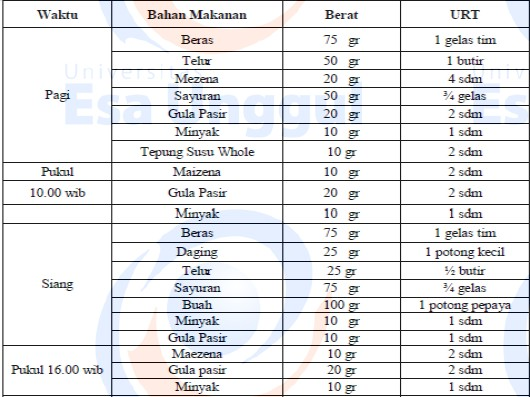 Waktu Bahan Makanan Berat URT
Pagi Beras 75 gr 1 gelas tim
Telur 50 gr 1 butir
Mezena 20 gr 4 sdm
Sayuran 50 gr ¾ gelas
Gula Pasir 20 gr 2 sdm
Minyak 10 gr 1 sdm
Tepung Susu Whole 10 gr 2 sdm
Pukul Maizena 10 gr 2 sdm
10.00 wib Gula Pasir 20 gr 2 sdm
Minyak 10 gr 1 sdm
Siang Beras 75 gr 1 gelas tim
Daging 25 gr 1 potong kecil
Telur 25 gr ½ butir
Sayuran 75 gr ¾ gelas
Buah 100 gr 1 potong pepaya
Minyak 10 gr 1 sdm
Gula Pasir 10 gr 1 sdm
Pukul 16.00 wib Maezena 10 gr 2 sdm
Gula pasir 20 gr 2 sdm
Minyak 10 gr 1 sdm
Universitas
Esa Unggul
Univ
Es